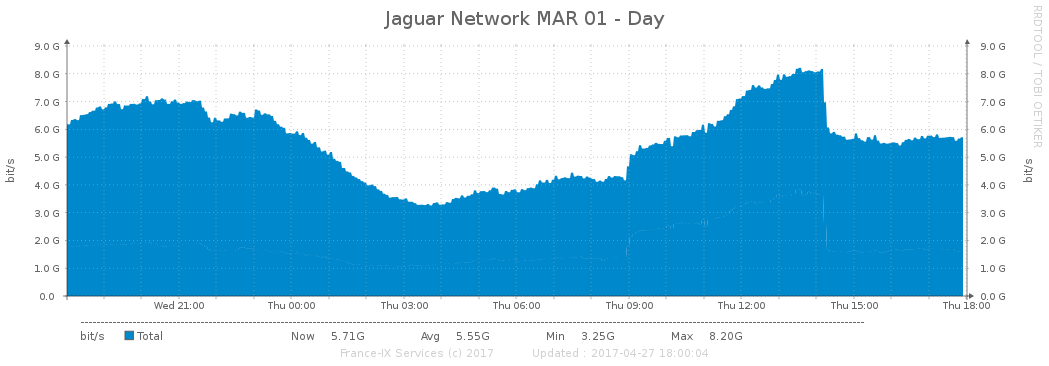 Jaguar Network MAR 01 - Day
RRDTOOL / TOBI OETIKER
9.0 G 9.0 G
8.0 G 8.0 G
7.0 G 7.0 G
6.0 G 6.0 G
5.0 G 5.0 G
4.0 G 4.0 G
3.0 G 3.0 G
2.0 G 2.0 G
1.0 G 1.0 G
0.0 0.0 G
bit/s
bit/s
Wed 21:00 Thu 00:00 Thu 03:00 Thu 06:00 Thu 09:00 Thu 12:00 Thu 15:00 Thu 18:00
bit/s Total Now 5.71G Avg 5.55G Min 3.25G Max 8.20G
France-IX Services (c) 2017 Updated : 2017-04-27 18:00:04